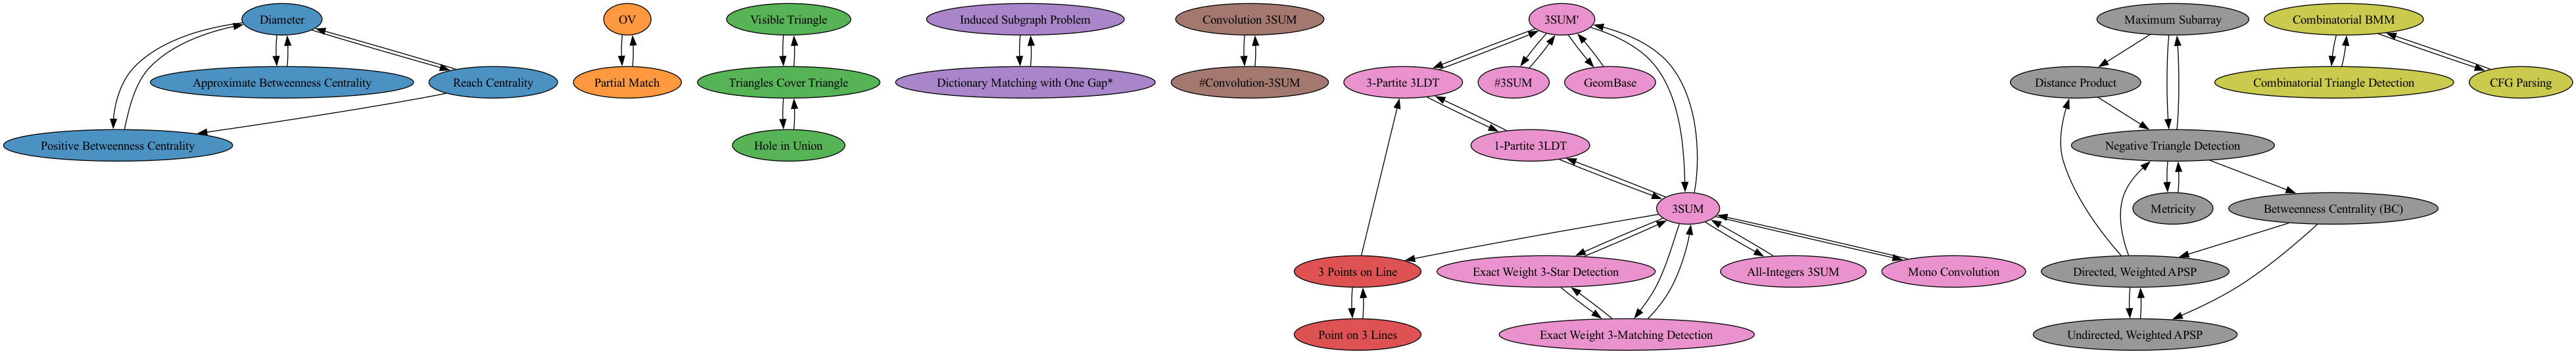 Diameter
OV
Visible Triangle
Induced Subgraph Problem
Convolution 3SUM
3SUM'
Maximum Subarray
Combinatorial BMM
Approximate Betweenness Centrality
Reach Centrality
Partial Match
Triangles Cover Triangle
Dictionary Matching with One Gap*
#Convolution-3SUM
3-Partite 3LDT
#3SUM
GeomBase
Distance Product
Combinatorial Triangle Detection
CFG Parsing
Positive Betweenness Centrality
Hole in Union
1-Partite 3LDT
Negative Triangle Detection
3SUM
Metricity
Betweenness Centrality (BC)
3 Points on Line
Exact Weight 3-Star Detection
All-Integers 3SUM
Mono Convolution
Directed, Weighted APSP
Point on 3 Lines
Exact Weight 3-Matching Detection
Undirected, Weighted APSP